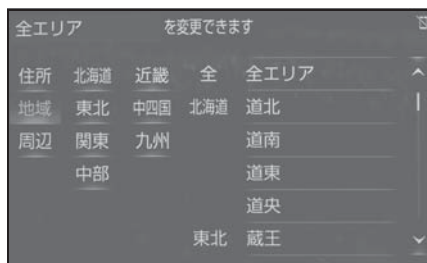 全エリア を変更できます
住所 北海道 近畿 全 全エリア
地域 東北 中四国 北海道 道北
周辺 関東 九州 道南
中部 道東
道央
東北 蔵王